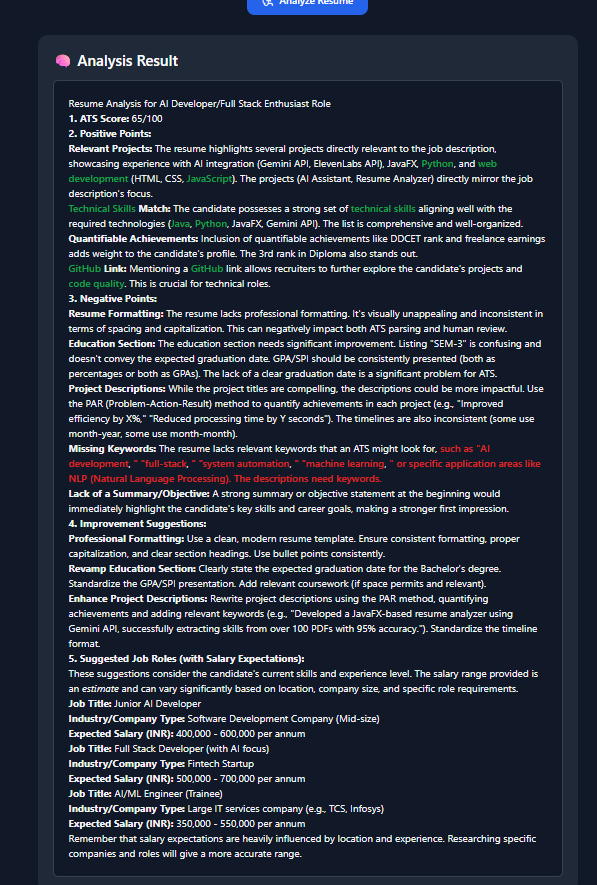 Analyze Resume
Analysis Result
Resume Analysis for AI Developer/Full Stack Enthusiast Role
1. ATS Score: 65/100
2. Positive Points:
Relevant Projects: The resume highlights several projects directly relevant to the job description,
showcasing experience with AI integration (Gemini API, ElevenLabs API), JavaFX, Python, and web
development (HTML, CSS, JavaScript). The projects (AI Assistant, Resume Analyzer) directly mirror the job
description's focus.
Technical Skills Match: The candidate possesses a strong set of technical skills aligning well with the
required technologies (Java, Python, JavaFX, Gemini API). The list is comprehensive and well-organized.
Quantifiable Achievements: Inclusion of quantifiable achievements like DDCET rank and freelance earnings
adds weight to the candidate's profile. The 3rd rank in Diploma also stands out.
GitHub Link: Mentioning a GitHub link allows recruiters to further explore the candidate's projects and
code quality. This is crucial for technical roles.
3. Negative Points:
Resume Formatting: The resume lacks professional formatting. It's visually unappealing and inconsistent in
terms of spacing and capitalization. This can negatively impact both ATS parsing and human review.
Education Section: The education section needs significant improvement. Listing "SEM-3" is confusing and
doesn't convey the expected graduation date. GPA/SPI should be consistently presented (both as
percentages or both as GPAs). The lack of a clear graduation date is a significant problem for ATS.
Project Descriptions: While the project titles are compelling, the descriptions could be more impactful. Use
the PAR (Problem-Action-Result) method to quantify achievements in each project (e.g., "Improved
efficiency by X%," "Reduced processing time by Y seconds"). The timelines are also inconsistent (some use
month-year, some use month-month).
Missing Keywords: The resume lacks relevant keywords that an ATS might look for, such as "AI
development, " "full-stack, " "system automation, " "machine learning, " or specific application areas like
NLP (Natural Language Processing). The descriptions need keywords.
Lack of a Summary/Objective: A strong summary or objective statement at the beginning would
immediately highlight the candidate's key skills and career goals, making a stronger first impression.
4. Improvement Suggestions:
Professional Formatting: Use a clean, modern resume template. Ensure consistent formatting, proper
capitalization, and clear section headings. Use bullet points consistently.
Revamp Education Section: Clearly state the expected graduation date for the Bachelor's degree.
Standardize the GPA/SPI presentation. Add relevant coursework (if space permits and relevant).
Enhance Project Descriptions: Rewrite project descriptions using the PAR method, quantifying
achievements and adding relevant keywords (e.g., "Developed a JavaFX-based resume analyzer using
Gemini API, successfully extracting skills from over 100 PDFs with 95% accuracy."). Standardize the timeline
format.
5. Suggested Job Roles (with Salary Expectations):
These suggestions consider the candidate's current skills and experience level. The salary range provided is
an estimate and can vary significantly based on location, company size, and specific role requirements.
Job Title: Junior AI Developer
Industry/Company Type: Software Development Company (Mid-size)
Expected Salary (INR): 400,000 - 600,000 per annum
Job Title: Full Stack Developer (with AI focus)
Industry/Company Type: Fintech Startup
Expected Salary (INR): 500,000 - 700,000 per annum
Job Title: AI/ML Engineer (Trainee)
Industry/Company Type: Large IT services company (e.g., TCS, Infosys)
Expected Salary (INR): 350,000 - 550,000 per annum
Remember that salary expectations are heavily influenced by location and experience. Researching specific
companies and roles will give a more accurate range.